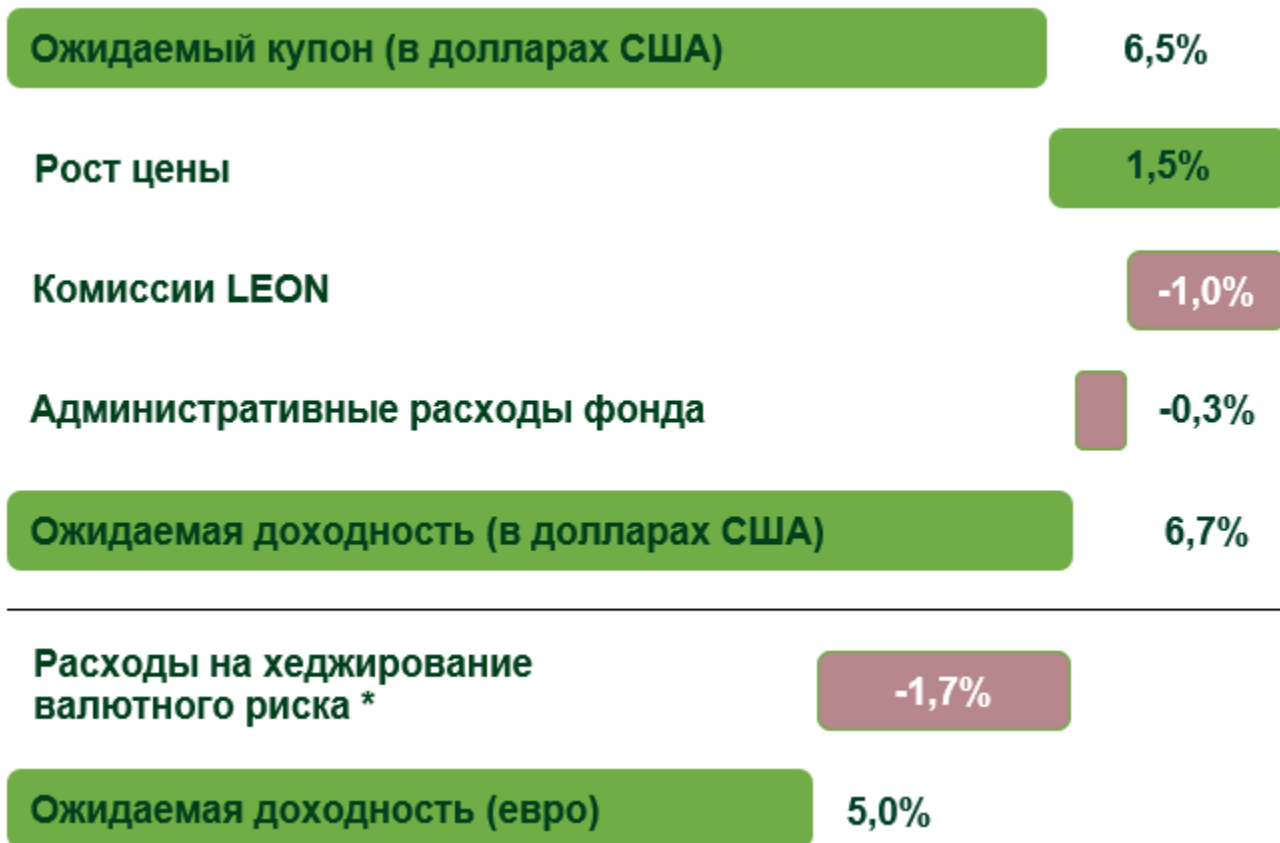 Ожидаемый купон (в долларах США) 6,5%
Рост цены 1,5%
Комиссии LEON -1,0%
Административные расходы фонда -0,3%
Ожидаемая доходность (в долларах США) 6,7%
Расходы на хеджирование
валютного риска * -1,7%
Ожидаемая доходность (евро) 5,0%